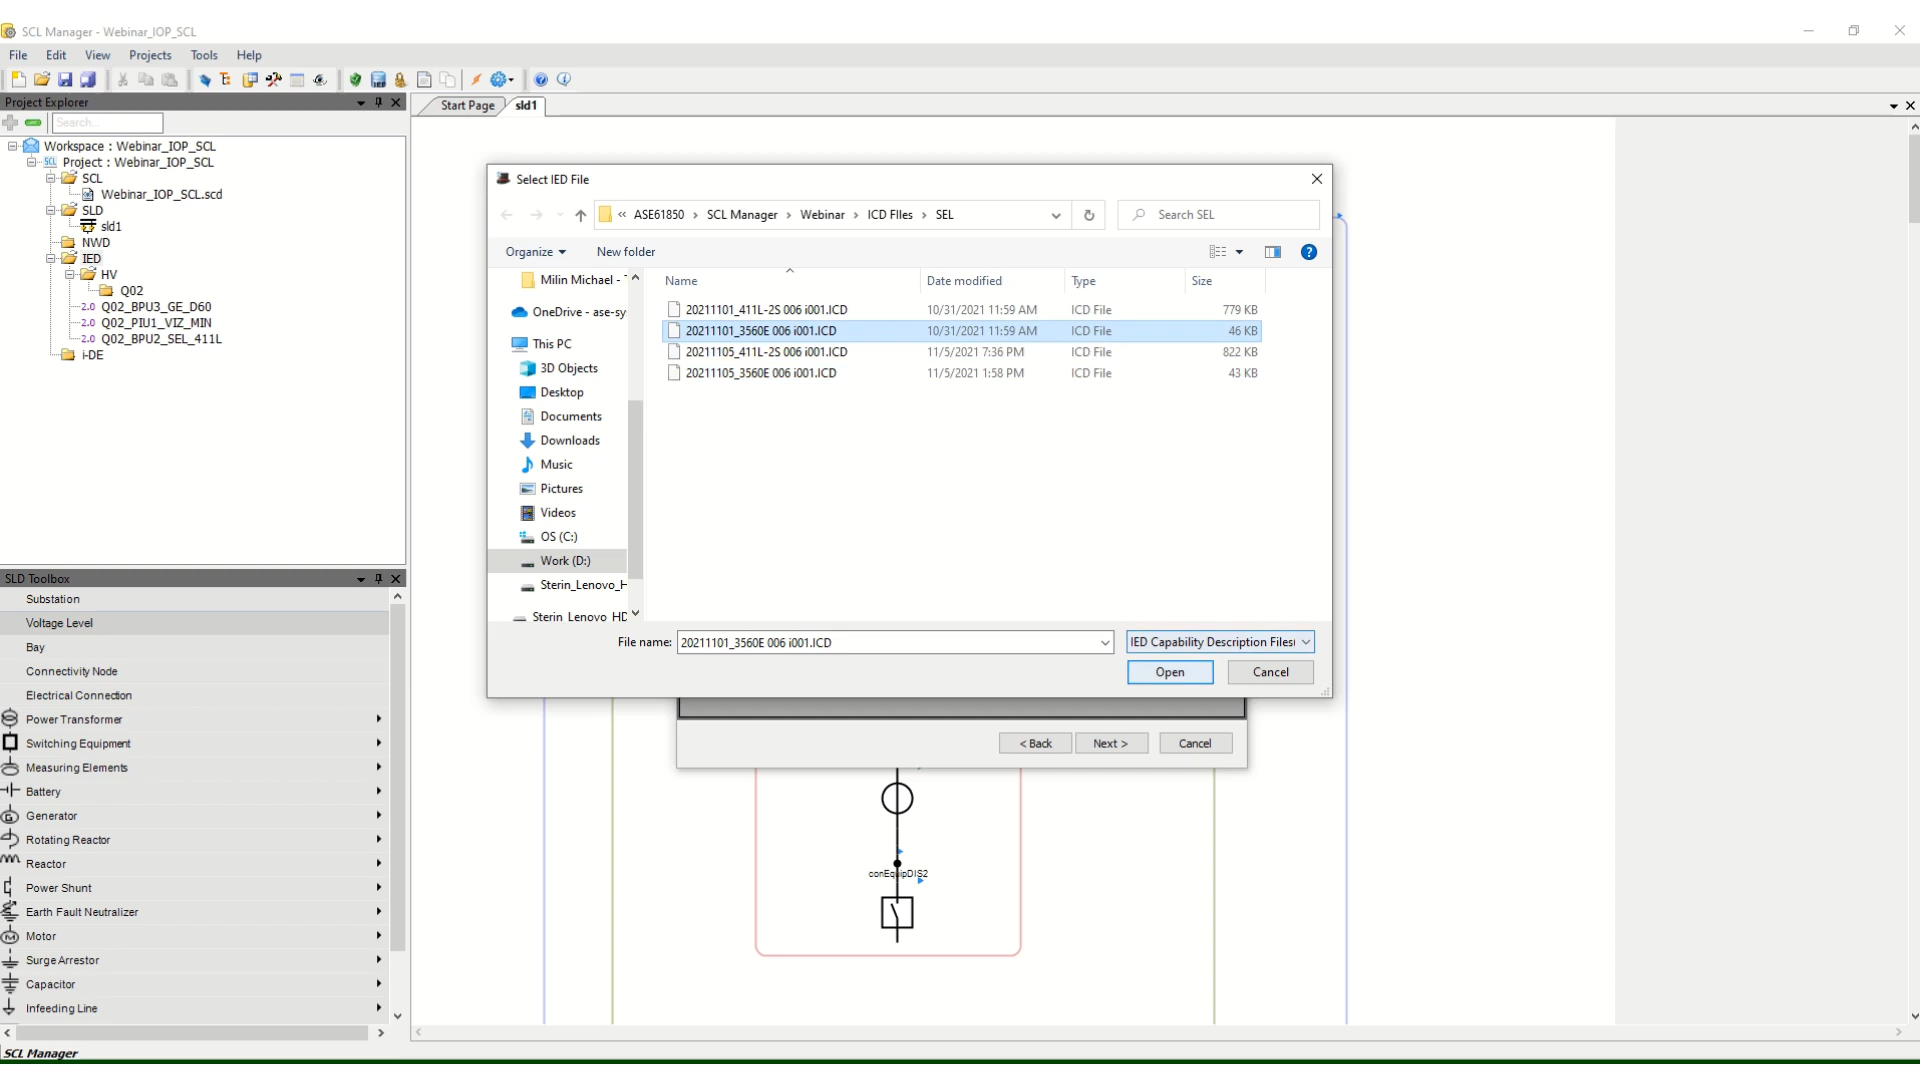 SCL Manager - Webinar_IOP_SCL
File Edit View Projects Tools Help
Project Explorer
Search...
Workspace : Webinar_IOP_SCL
Project : Webinar_IOP_SCL
SCL
Webinar_IOP_SCL.scd
SLD
sld1
NWD
IED
HV
Q02
2.0 Q02_BPU3_GE_D60
2.0 Q02_PIU1_VIZ_MIN
2.0 Q02_BPU2_SEL_411L
i-DE
SLD Toolbox
Substation
Voltage Level
Bay
Connectivity Node
Electrical Connection
Power Transformer
Switching Equipment
Measuring Elements
Battery
Generator
Rotating Reactor
Reactor
Power Shunt
Earth Fault Neutralizer
Motor
Surge Arrestor
Capacitor
Infeeding Line
SCL Manager
Start Page sld1
Select IED File
« ASE61850 › SCL Manager › Webinar › ICD FIles › SEL
Search SEL
Organize New folder
Milin Michael -
OneDrive - ase-sy
This PC
3D Objects
Desktop
Documents
Downloads
Music
Pictures
Videos
OS (C:)
Work (D:)
Sterin_Lenovo_H
Sterin Lenovo HD
Name Date modified Type Size
20211101_411L-2S 006 i001.ICD 10/31/2021 11:59 AM ICD File 779 KB
20211101_3560E 006 i001.ICD 10/31/2021 11:59 AM ICD File 46 KB
20211105_411L-2S 006 i001.ICD 11/5/2021 7:36 PM ICD File 822 KB
20211105_3560E 006 i001.ICD 11/5/2021 1:58 PM ICD File 43 KB
File name: 20211101_3560E 006 i001.ICD IED Capability Description Files(
Open Cancel
< Back Next > Cancel
conEquipDIS2